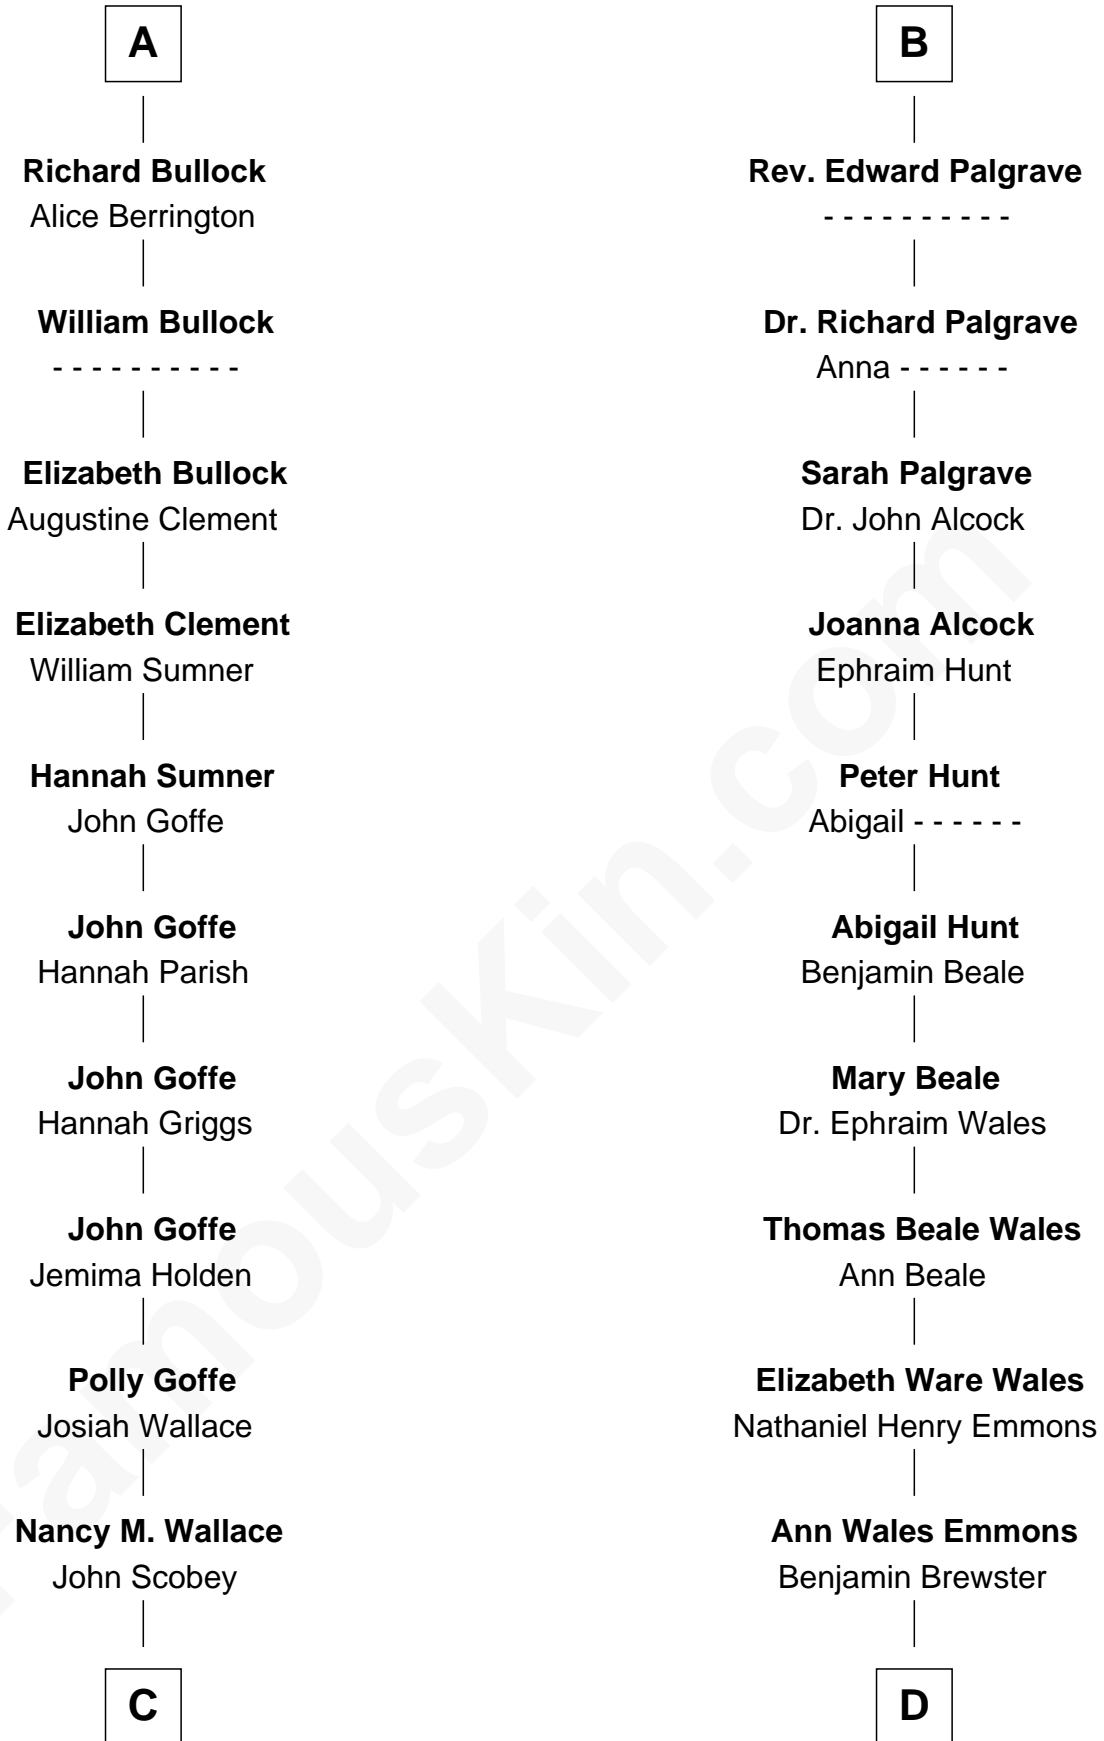 A
B
Richard Bullock
Alice Berrington
Rev. Edward Palgrave
- - - - - - - - - -
William Bullock
- - - - - - - - - -
Dr. Richard Palgrave
Anna - - - - - -
Elizabeth Bullock
Augustine Clement
Sarah Palgrave
Dr. John Alcock
Elizabeth Clement
William Sumner
Joanna Alcock
Ephraim Hunt
Hannah Sumner
John Goffe
Peter Hunt
Abigail - - - - - -
John Goffe
Hannah Parish
Abigail Hunt
Benjamin Beale
John Goffe
Hannah Griggs
Mary Beale
Dr. Ephraim Wales
John Goffe
Jemima Holden
Thomas Beale Wales
Ann Beale
Polly Goffe
Josiah Wallace
Elizabeth Ware Wales
Nathaniel Henry Emmons
Nancy M. Wallace
John Scobey
Ann Wales Emmons
Benjamin Brewster
C
D
FamousKin.com